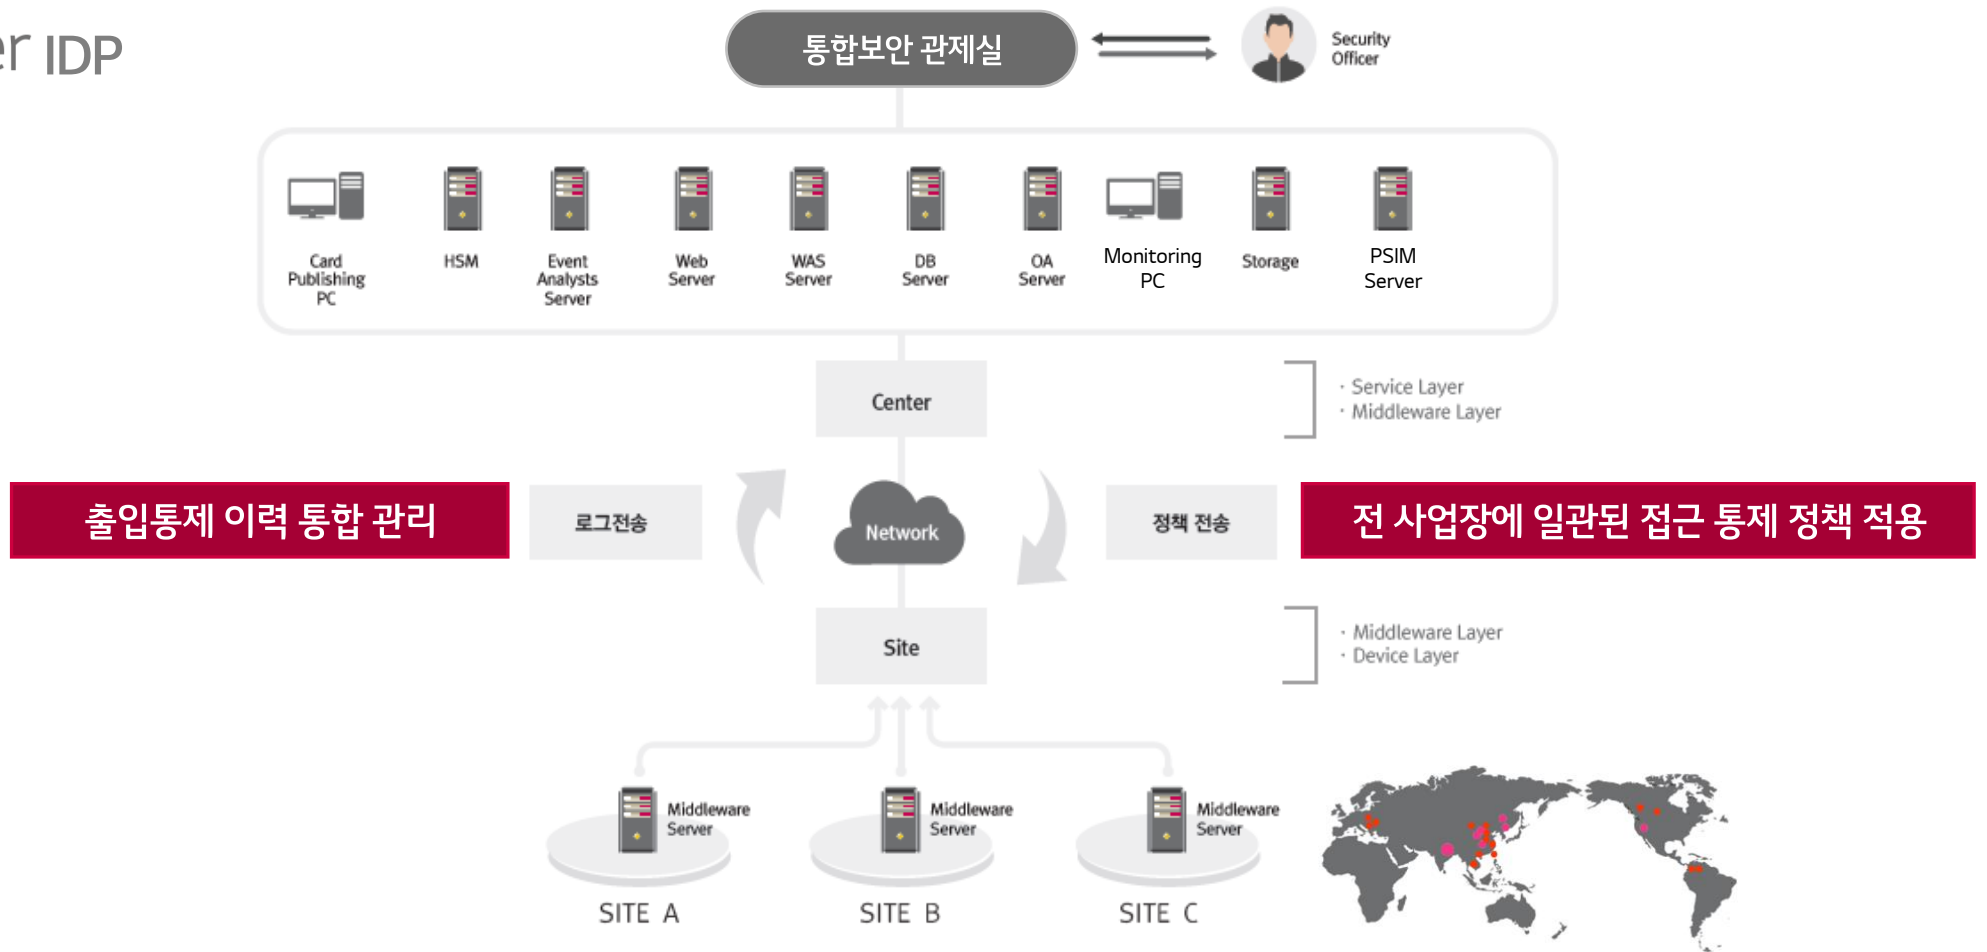 er IDP
통합보안 관제실
Security
Officer
Card
Publishing
PC
HSM
Event
Analysts
Server
Web
Server
WAS
Server
DB
Server
OA
Server
Monitoring
PC
Storage
PSIM
Server
Center
· Service Layer
· Middleware Layer
출입통제 이력 통합 관리
로그전송
Network
정책 전송
전 사업장에 일관된 접근 통제 정책 적용
Site
· Middleware Layer
· Device Layer
Middleware
Server
SITE A
Middleware
Server
SITE B
Middleware
Server
SITE C